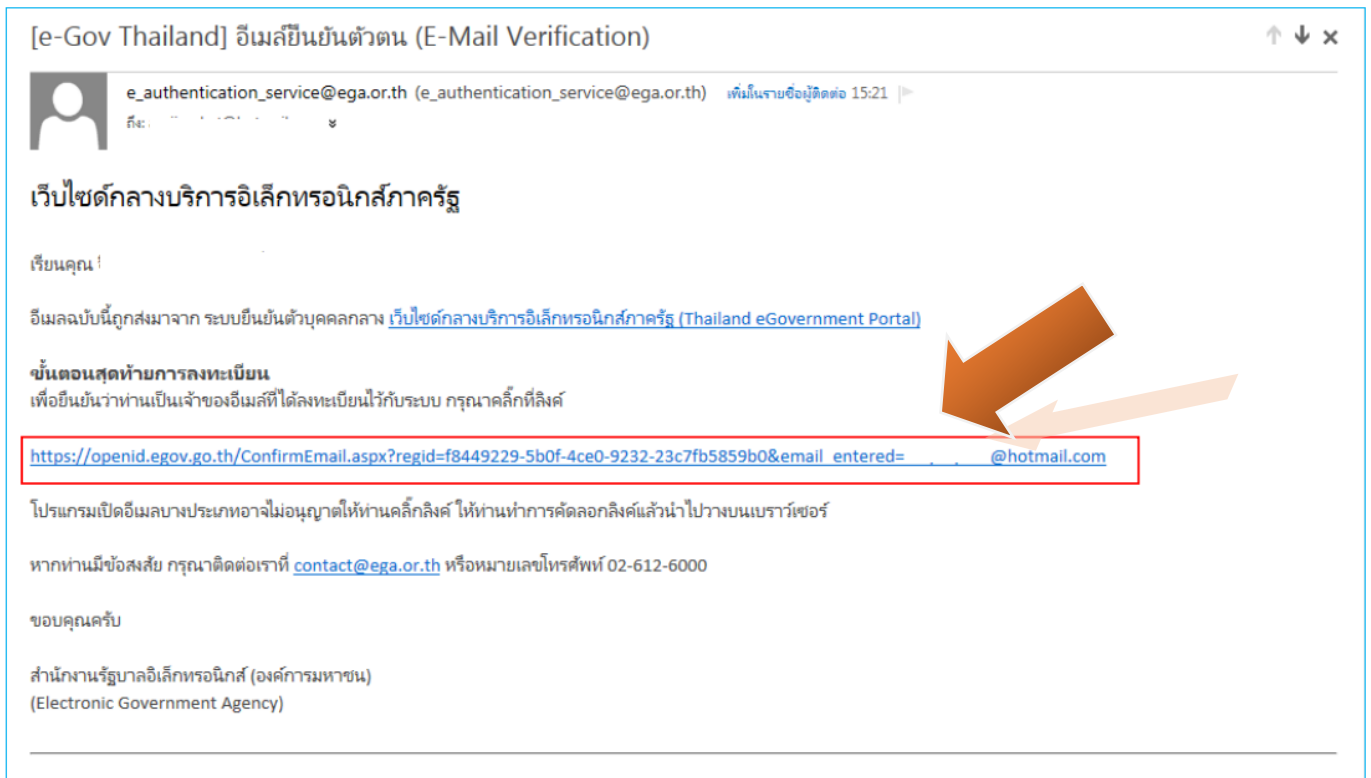 [e-Gov Thailand] อีเมล์ยืนยันตัวตน (E-Mail Verification)
e_authentication_service@ega.or.th (e_authentication_service@ega.or.th) เพิ่มในรายชื่อผู้ติดต่อ 15:21
ถึง:
เว็บไซต์กลางบริการอิเล็กทรอนิกส์ภาครัฐ
เรียนคุณ
อีเมลฉบับนี้ถูกส่งมาจาก ระบบยืนยันตัวบุคคลกลาง เว็บไซต์กลางบริการอิเล็กทรอนิกส์ภาครัฐ (Thailand eGovernment Portal)
ขั้นตอนสุดท้ายการลงทะเบียน
เพื่อยืนยันว่าท่านเป็นเจ้าของอีเมล์ที่ได้ลงทะเบียนไว้กับระบบ กรุณาคลิ๊กที่ลิงค์
https://openid.egov.go.th/ConfirmEmail.aspx?regid=f8449229-5b0f-4ce0-9232-23c7fb5859b0&email_entered= @hotmail.com
โปรแกรมเปิดอีเมลบางประเภทอาจไม่อนุญาตให้ท่านคลิ๊กลิงค์ ให้ท่านทำการคัดลอกลิงค์แล้วนำไปวางบนเบราว์เซอร์
หากท่านมีข้อสงสัย กรุณาติดต่อเราที่ contact@ega.or.th หรือหมายเลขโทรศัพท์ 02-612-6000
ขอบคุณครับ
สำนักงานรัฐบาลอิเล็กทรอนิกส์ (องค์การมหาชน)
(Electronic Government Agency)